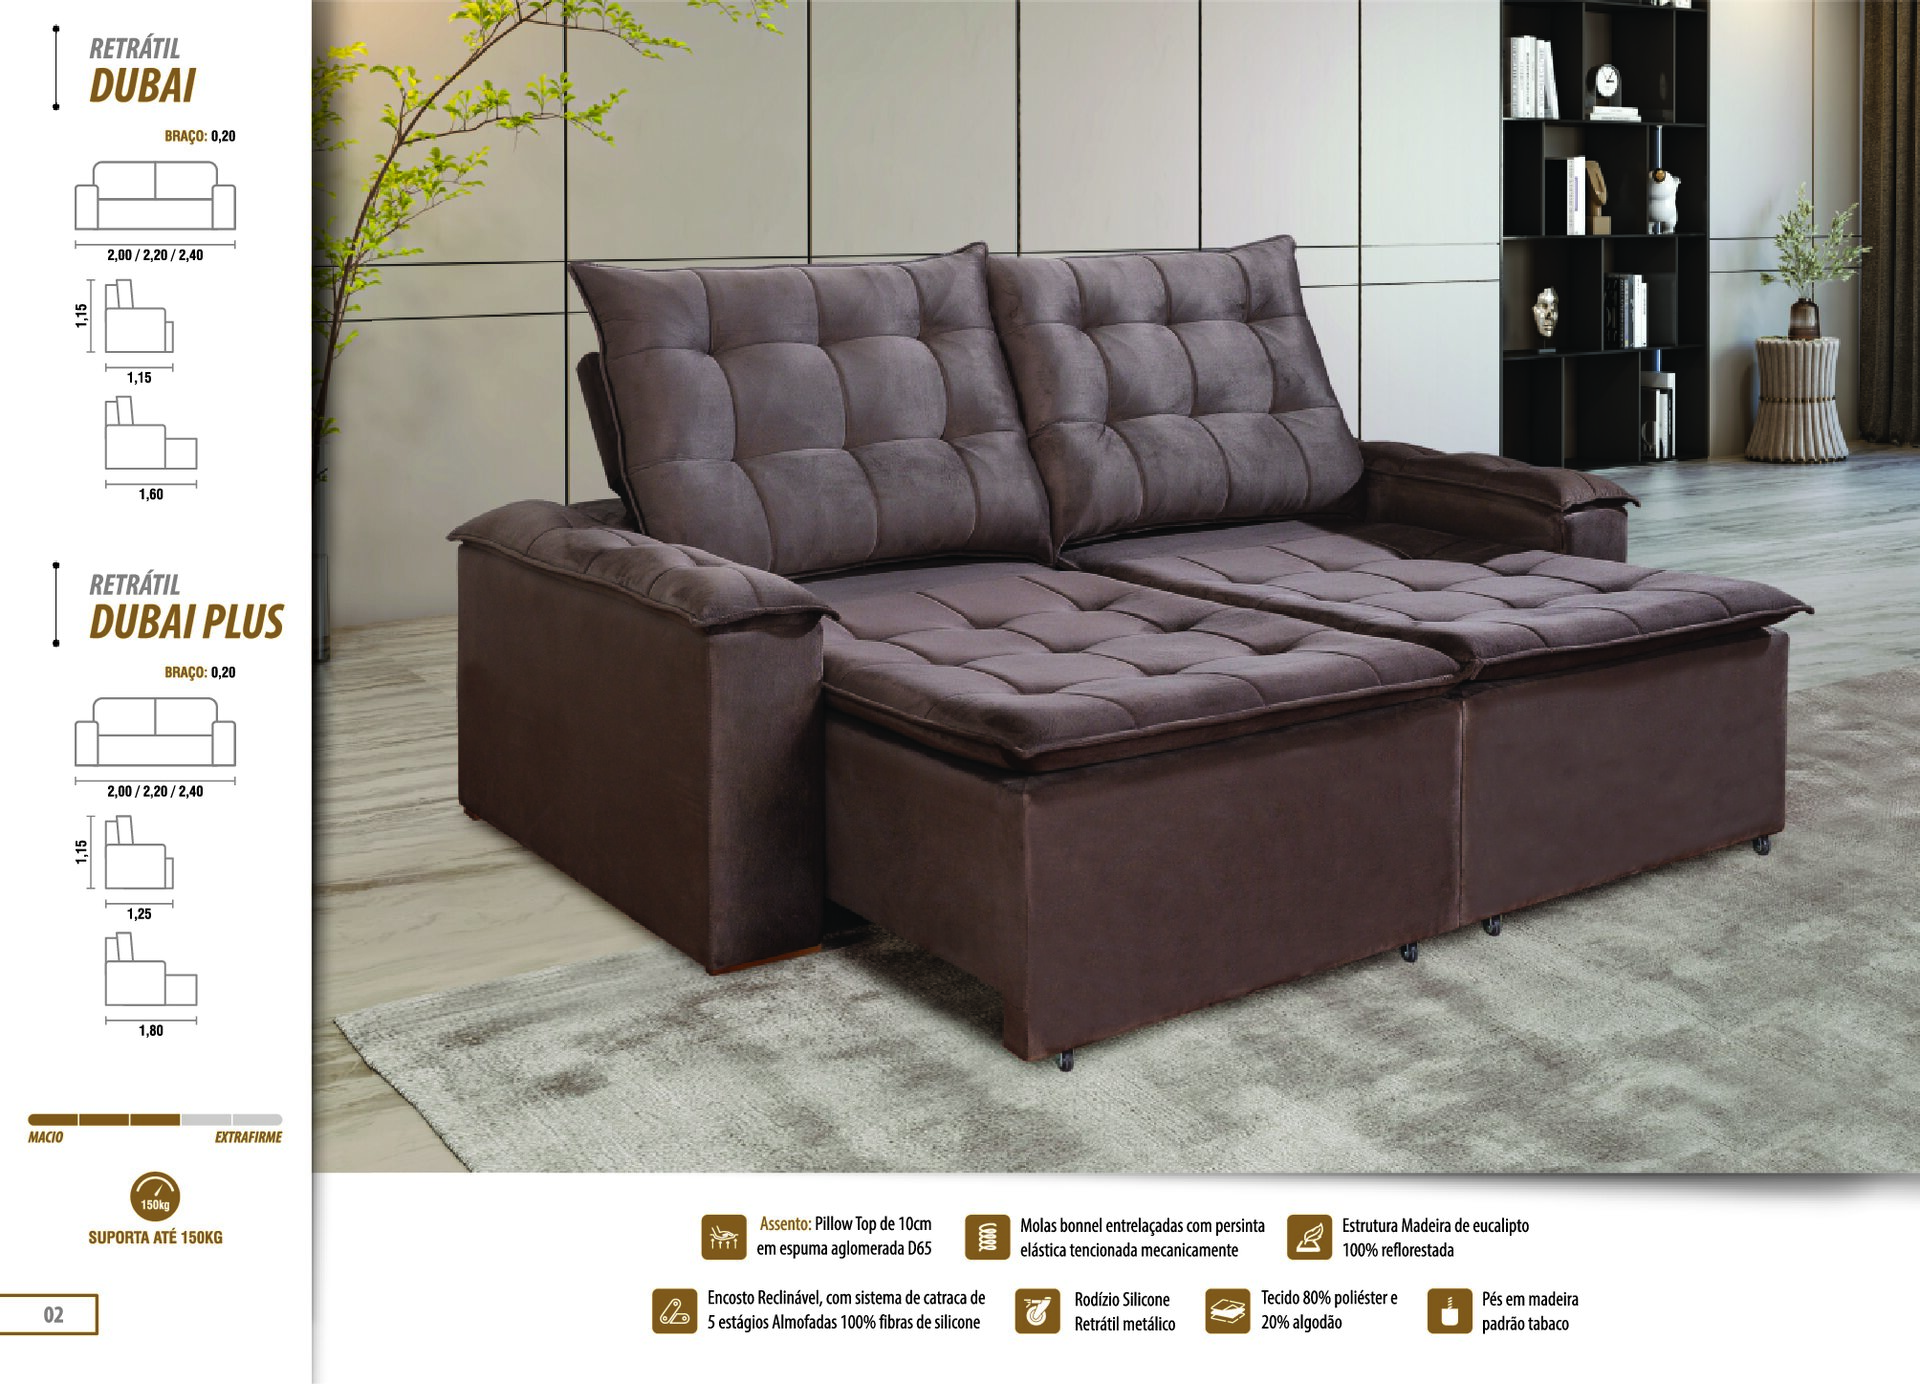 RETRÁTIL
DUBAI
BRAÇO: 0,20
2,00 / 2,20 / 2,40
1,15
1,15
1,60
RETRÁTIL
DUBAI PLUS
BRAÇO: 0,20
2,00 / 2,20 / 2,40
1,15
1,25
1,80
MACIO EXTRAFIRME
150kg
SUPORTA ATÉ 150KG
02
Assento: Pillow Top de 10cm
em espuma aglomerada D65
Molas bonnel entrelaçadas com persinta
elástica tencionada mecanicamente
Estrutura Madeira de eucalipto
100% reflorestada
Encosto Reclinável, com sistema de catraca de
5 estágios Almofadas 100% fibras de silicone
Rodízio Silicone
Retrátil metálico
Tecido 80% poliéster e
20% algodão
Pés em madeira
padrão tabaco